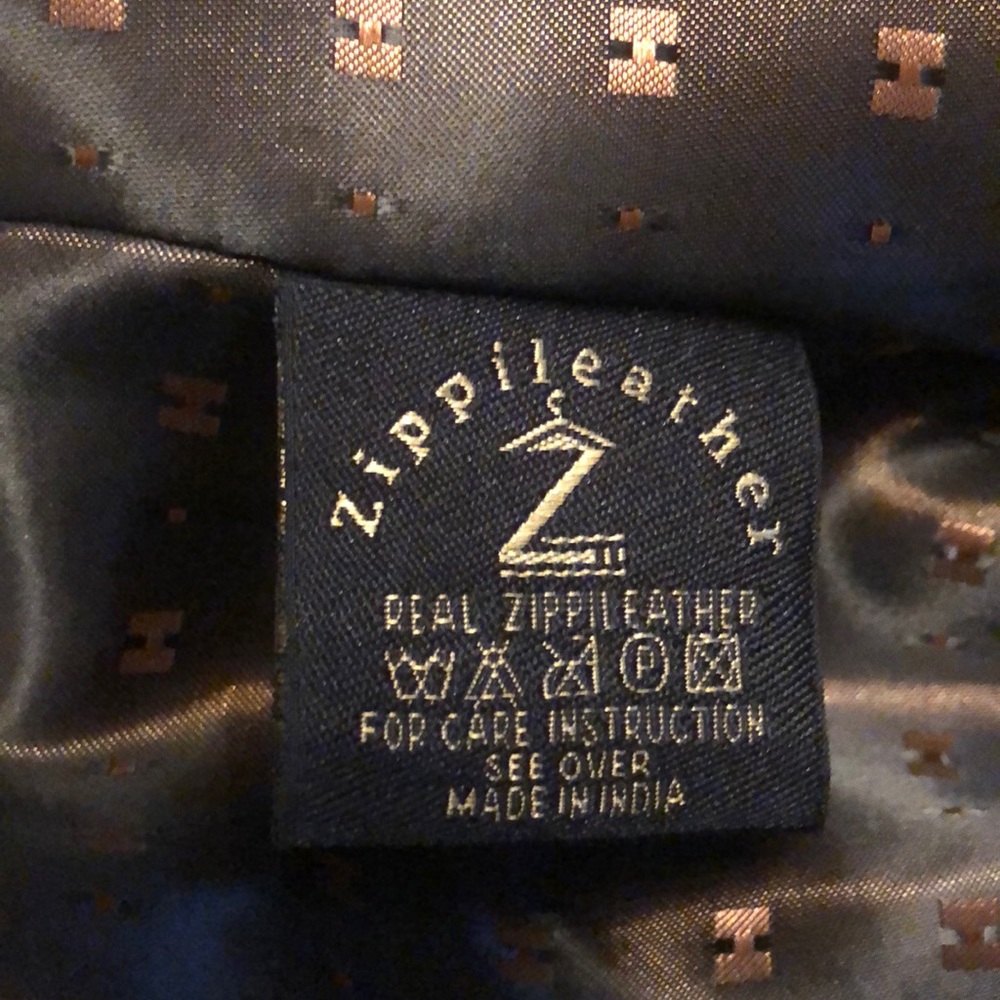 Zippileather
Z
REAL ZIPPILEATHER
P
FOR CARE INSTRUCTION
SEE OVER
MADE IN INDIA